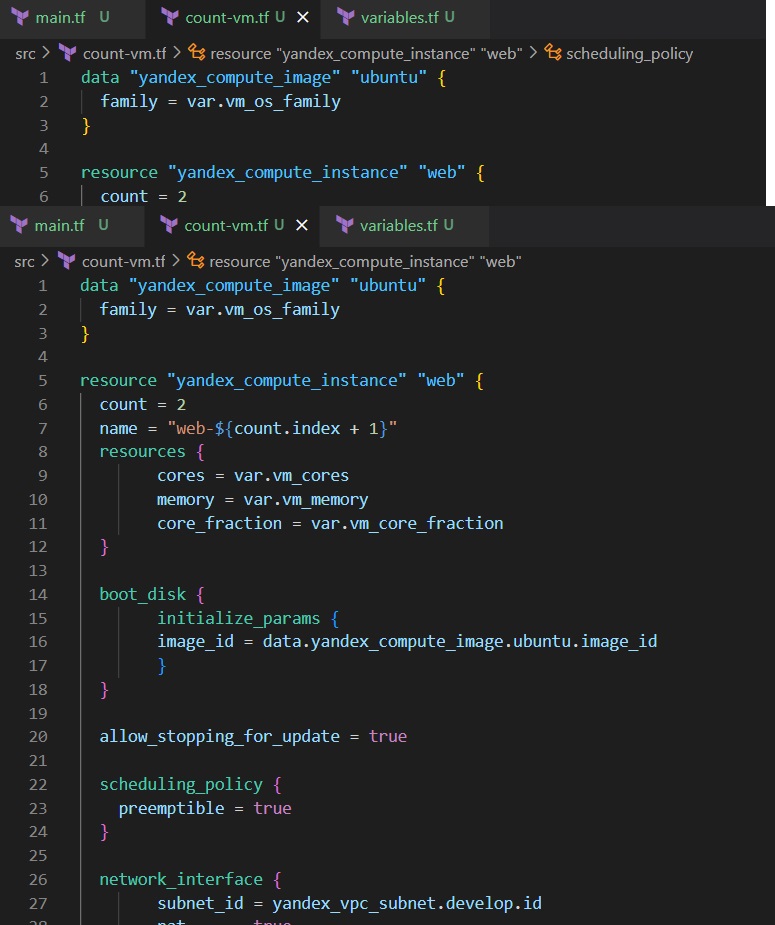 main.tf U count-vm.tf U × variables.tf U
src > count-vm.tf > resource "yandex_compute_instance" "web" > scheduling_policy
1 data "yandex_compute_image" "ubuntu" {
2 family = var.vm_os_family
3 }
4
5 resource "yandex_compute_instance" "web" {
6 count = 2
main.tf U count-vm.tf U × variables.tf U
src > count-vm.tf > resource "yandex_compute_instance" "web"
1 data "yandex_compute_image" "ubuntu" {
2 family = var.vm_os_family
3 }
4
5 resource "yandex_compute_instance" "web" {
6 count = 2
7 name = "web-${count.index + 1}"
8 resources {
9 cores = var.vm_cores
10 memory = var.vm_memory
11 core_fraction = var.vm_core_fraction
12 }
13
14 boot_disk {
15 initialize_params {
16 image_id = data.yandex_compute_image.ubuntu.image_id
17 }
18 }
19
20 allow_stopping_for_update = true
21
22 scheduling_policy {
23 preemptible = true
24 }
25
26 network_interface {
27 subnet_id = yandex_vpc_subnet.develop.id